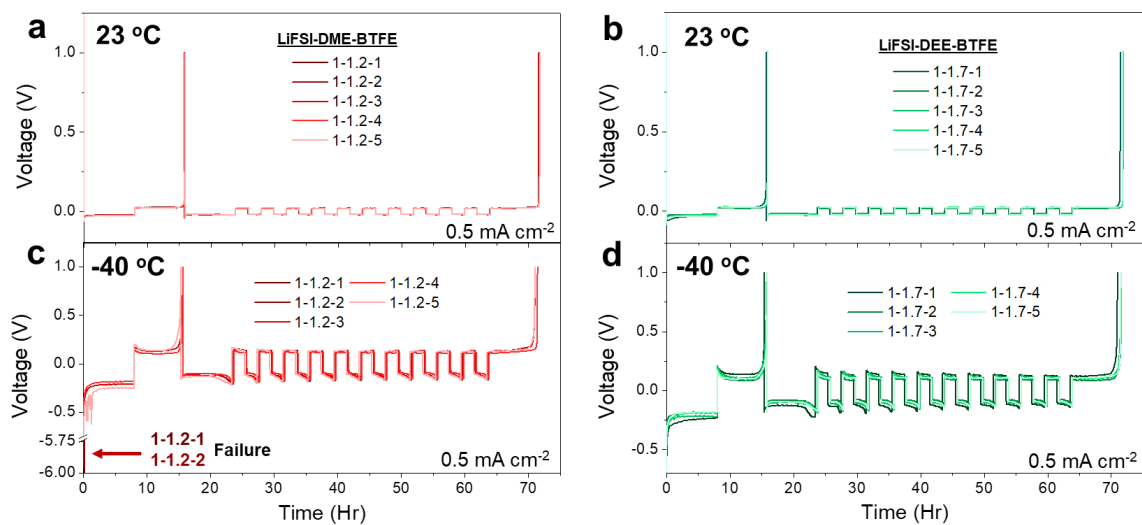 a
23 °C
LiFSI-DME-BTFE
1-1.2-1
1-1.2-2
1-1.2-3
1-1.2-4
1-1.2-5
1.0
0.5
0.0
Voltage (V)
0.5 mA cm-2
b
23 °C
LiFSI-DEE-BTFE
1-1.7-1
1-1.7-2
1-1.7-3
1-1.7-4
1-1.7-5
1.0
0.5
0.0
Voltage (V)
0.5 mA cm-2
c
-40 °C
1-1.2-1
1-1.2-4
1-1.2-2
1-1.2-5
1-1.2-3
1.0
0.5
0.0
-0.5
-5.75
-6.00
Voltage (V)
1-1.2-1
1-1.2-2
Failure
0.5 mA cm-2
0 10 20 30 40 50 60 70
Time (Hr)
d
-40 °C
1-1.7-1
1-1.7-4
1-1.7-2
1-1.7-5
1-1.7-3
1.0
0.5
0.0
-0.5
Voltage (V)
0.5 mA cm-2
0 10 20 30 40 50 60 70
Time (Hr)